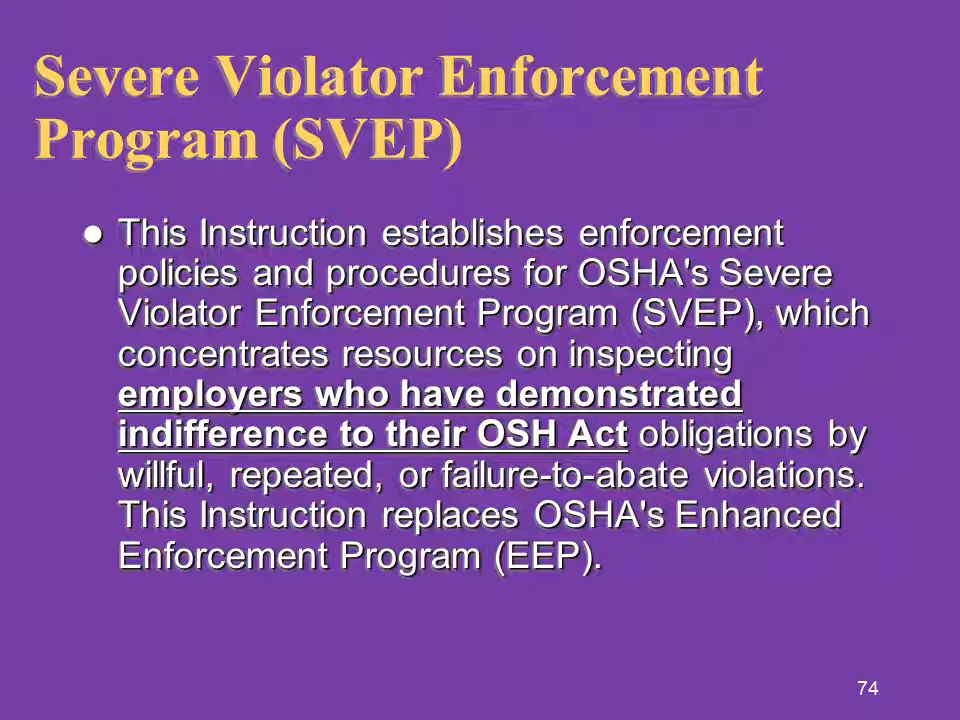 Severe Violator Enforcement
Program (SVEP)
● This Instruction establishes enforcement
policies and procedures for OSHA's Severe
Violator Enforcement Program (SVEP), which
concentrates resources on inspecting
employers who have demonstrated
indifference to their OSH Act obligations by
willful, repeated, or failure-to-abate violations.
This Instruction replaces OSHA's Enhanced
Enforcement Program (EEP).
74